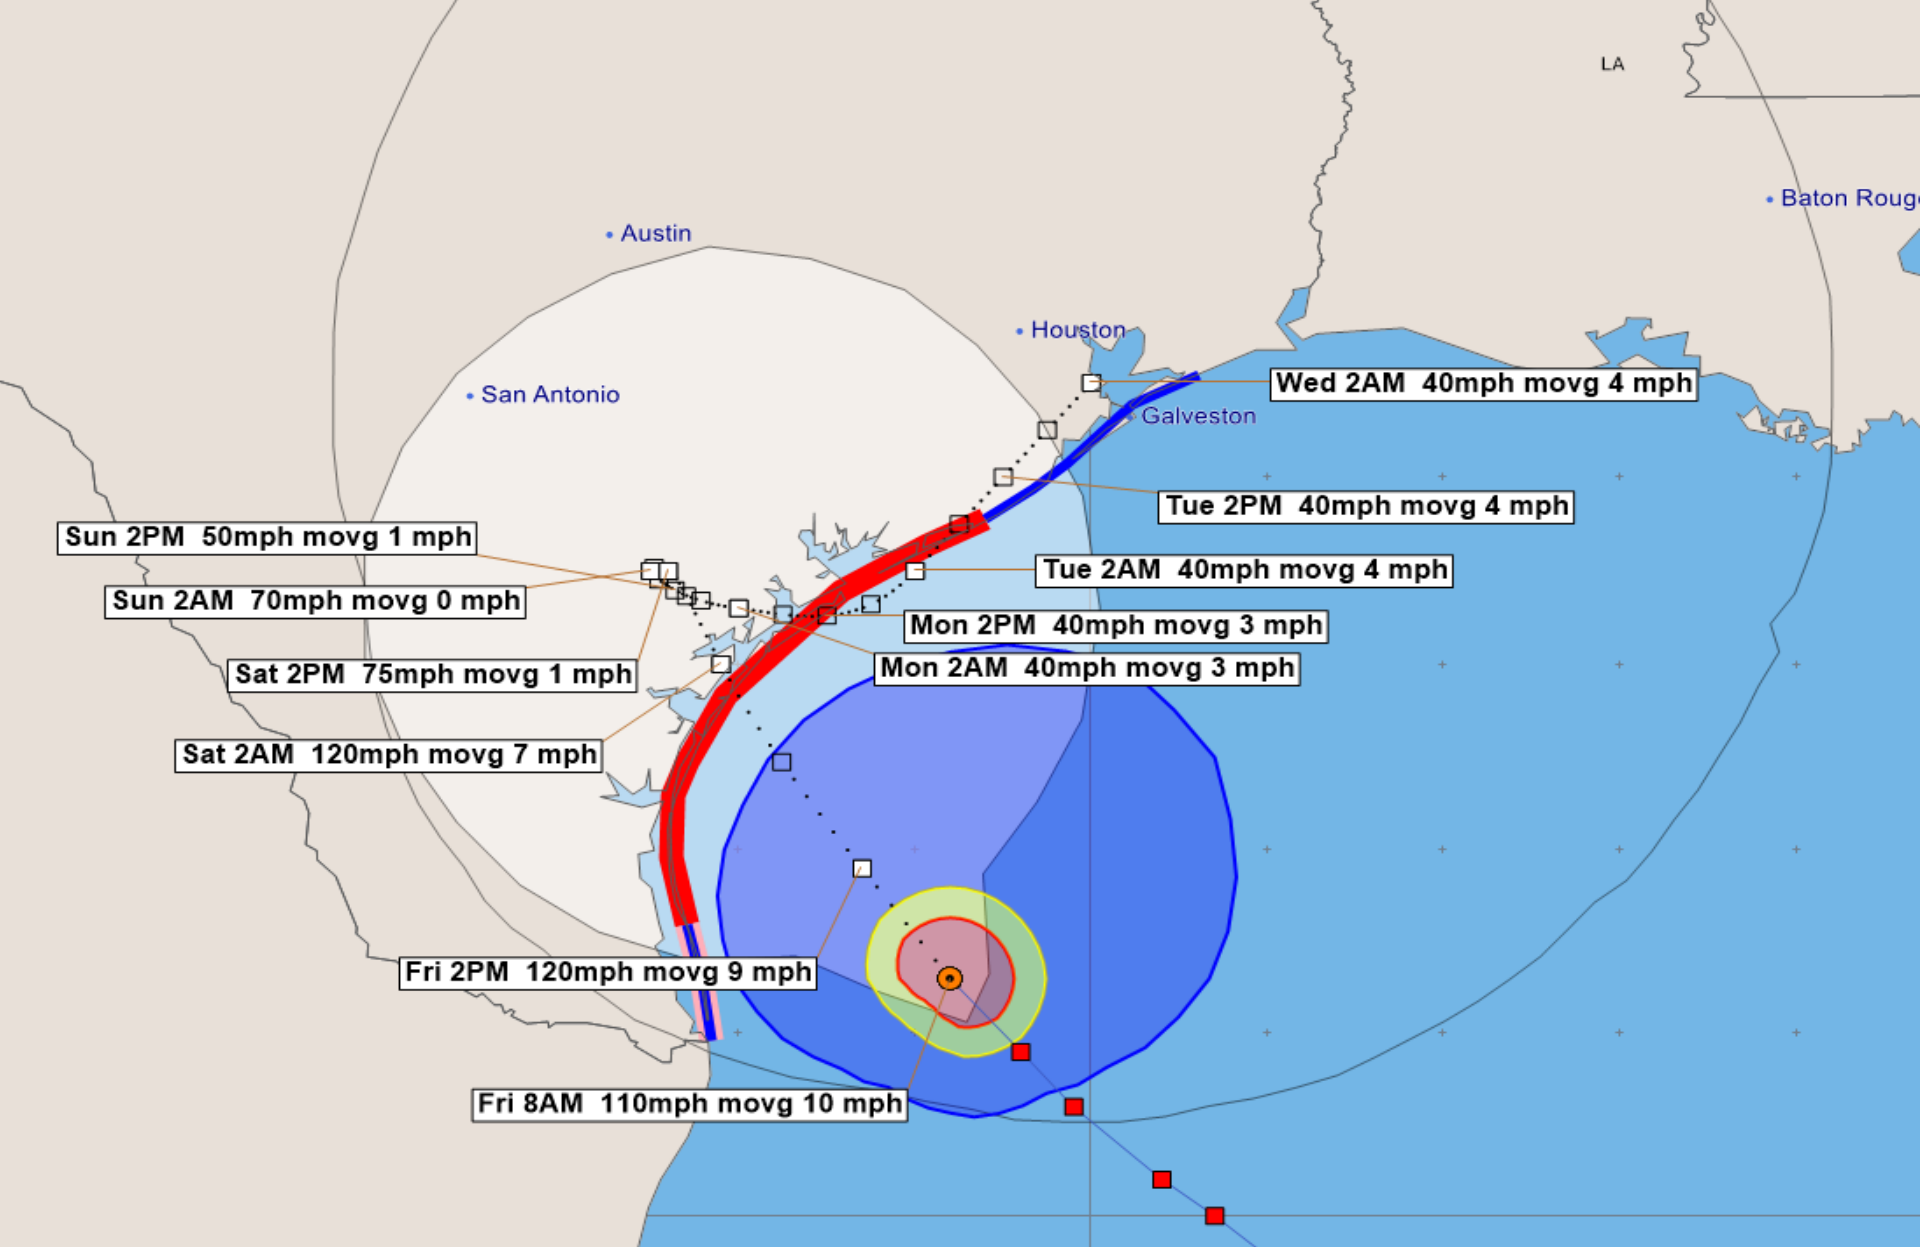 LA
Baton Roug
Austin
Houston
Wed 2AM  40mph movg 4 mph
San Antonio
Galveston
Tue 2PM  40mph movg 4 mph
Sun 2PM  50mph movg 1 mph
Tue 2AM  40mph movg 4 mph
Sun 2AM  70mph movg 0 mph
Mon 2PM  40mph movg 3 mph
Mon 2AM  40mph movg 3 mph
Sat 2PM  75mph movg 1 mph
Sat 2AM  120mph movg 7 mph
Fri 2PM  120mph movg 9 mph
Fri 8AM  110mph movg 10 mph